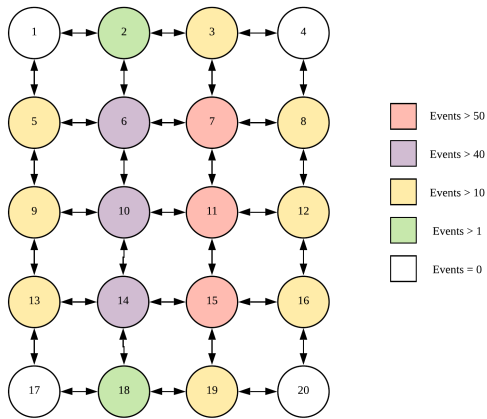 1 2 3 4
5 6 7 8
Events > 50
Events > 40
Events > 10
Events > 1
Events = 0
9 10 11 12
13 14 15 16
17 18 19 20